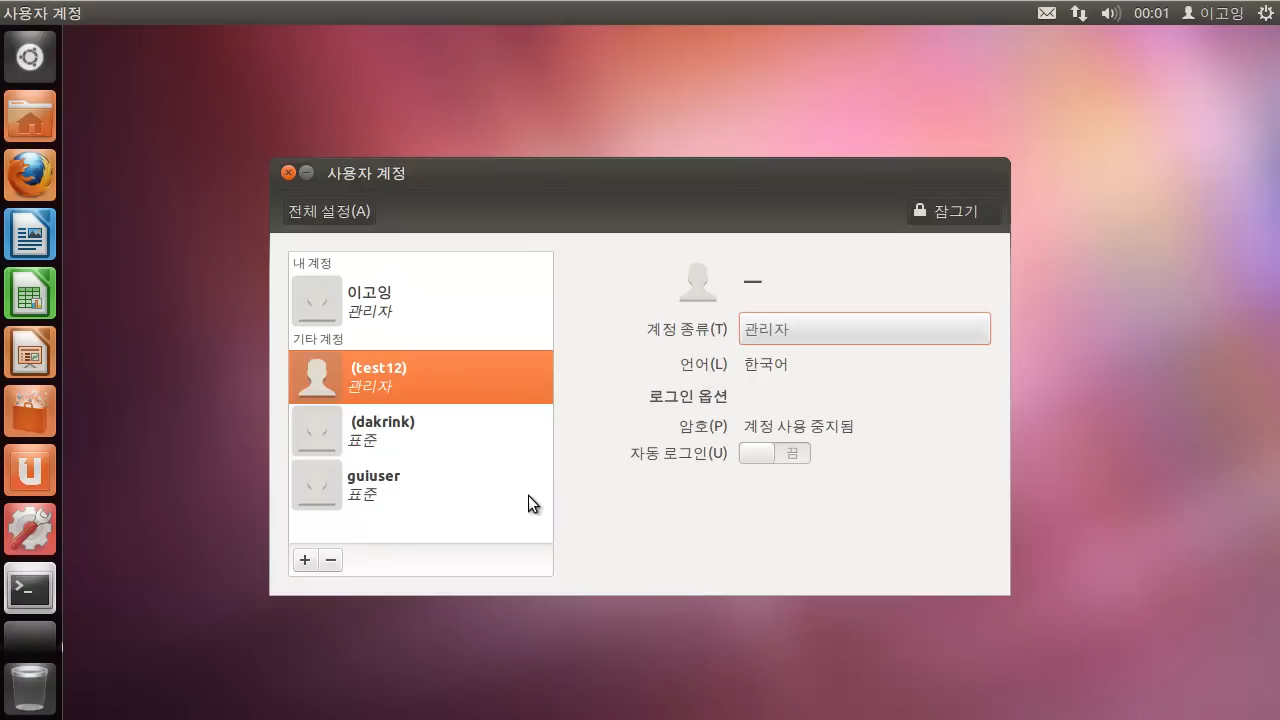 사용자 계정
00:01 이고잉
사용자 계정
전체 설정(A)
잠그기
내 계정
이고잉
관리자
기타 계정
(test12)
관리자
(dakrink)
표준
guiuser
표준
+ −
—
계정 종류(T) 관리자
언어(L) 한국어
로그인 옵션
암호(P) 계정 사용 중지됨
자동 로그인(U) 끔